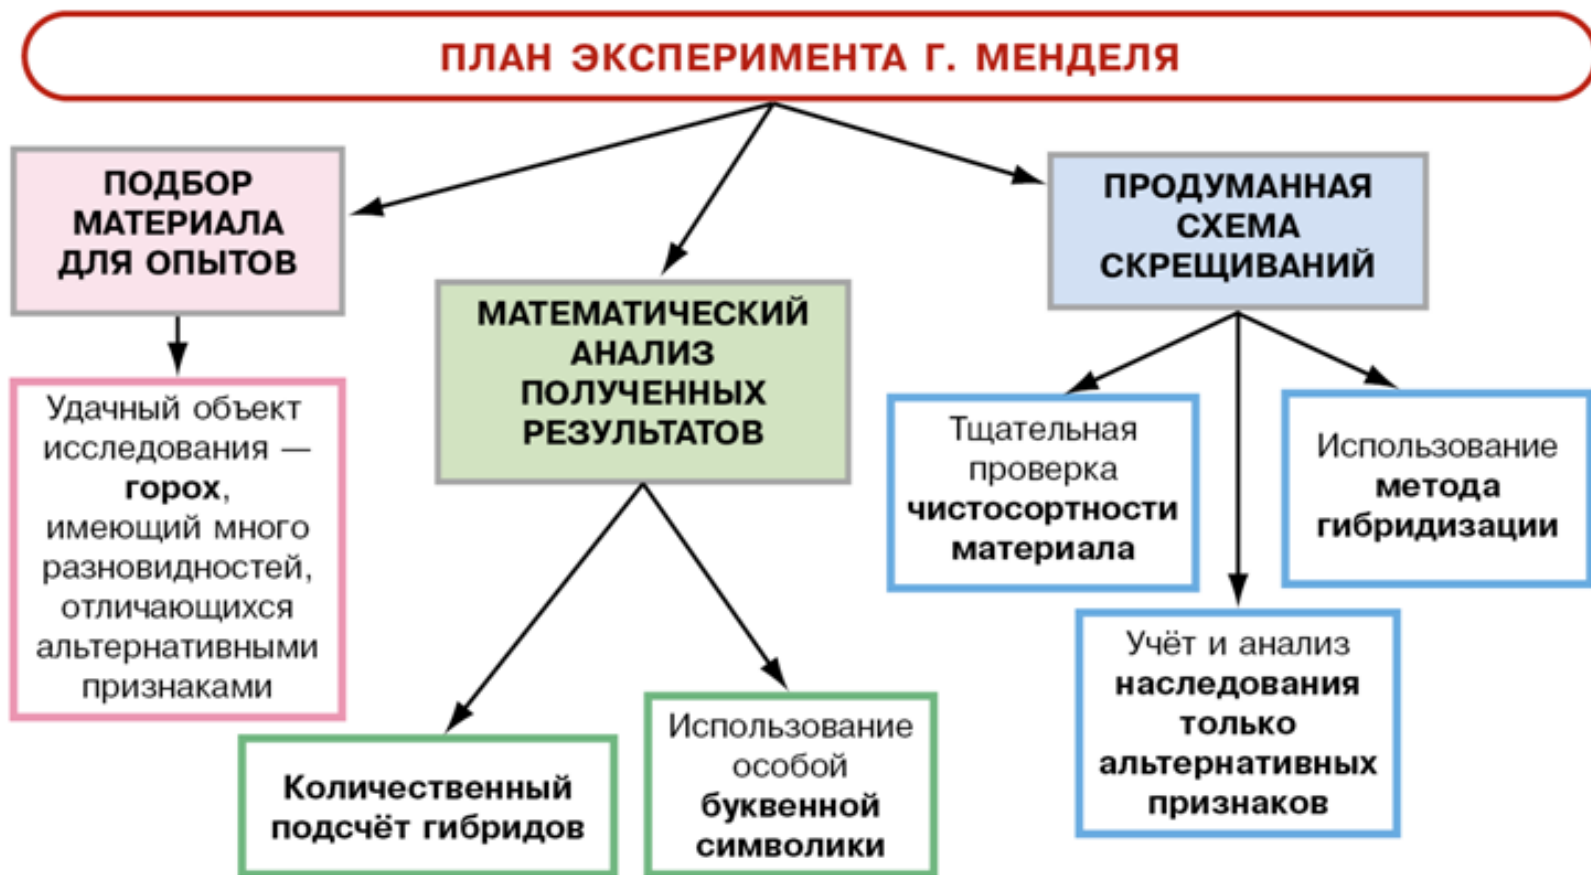 ПЛАН ЭКСПЕРИМЕНТА Г. МЕНДЕЛЯ
ПОДБОР
МАТЕРИАЛА
ДЛЯ ОПЫТОВ
Удачный объект
исследования —
горох,
имеющий много
разновидностей,
отличающихся
альтернативными
признаками
МАТЕМАТИЧЕСКИЙ
АНАЛИЗ
ПОЛУЧЕННЫХ
РЕЗУЛЬТАТОВ
Количественный
подсчёт гибридов
Использование
особой
буквенной
символики
ПРОДУМАННАЯ
СХЕМА
СКРЕЩИВАНИЙ
Тщательная
проверка
чистосортности
материала
Учёт и анализ
наследования
только
альтернативных
признаков
Использование
метода
гибридизации